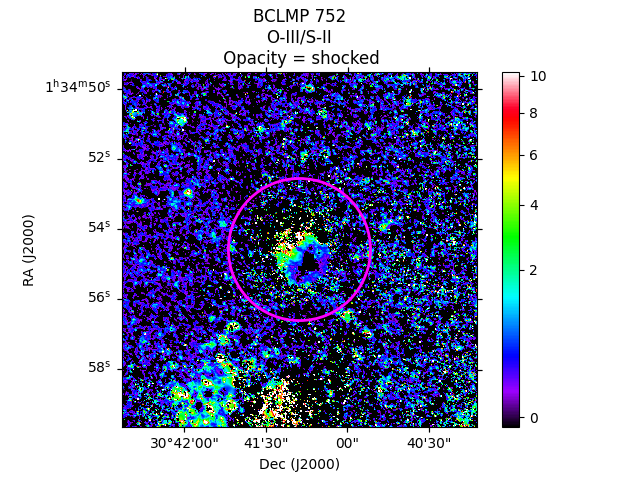 BCLMP 752
O-III/S-II
Opacity = shocked
1ʰ34ᵐ50ˢ
52ˢ
54ˢ
56ˢ
58ˢ
RA (J2000)
30°42'00"
41'30"
00"
40'30"
Dec (J2000)
10
8
6
4
2
0